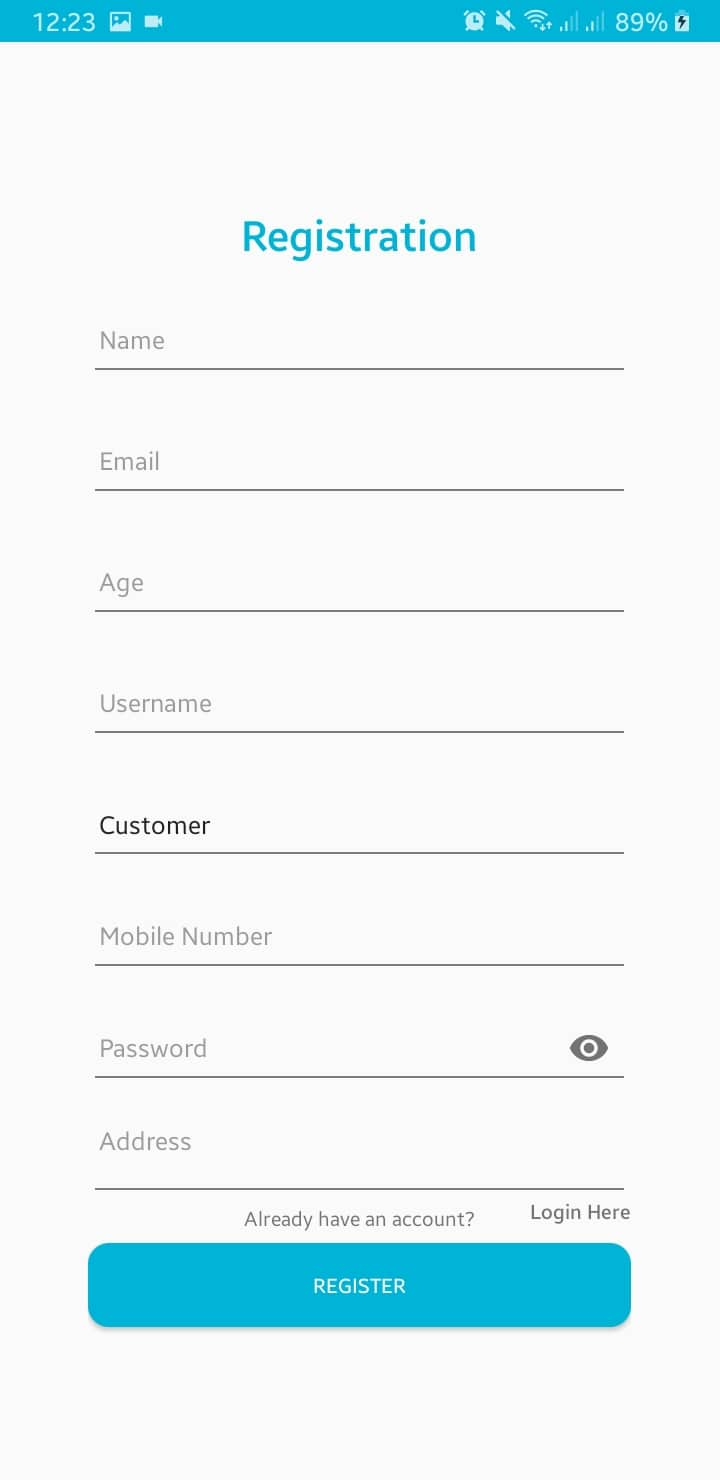 12:23 89%
Registration
Name
Email
Age
Username
Customer
Mobile Number
Password
Address
Already have an account? Login Here
REGISTER